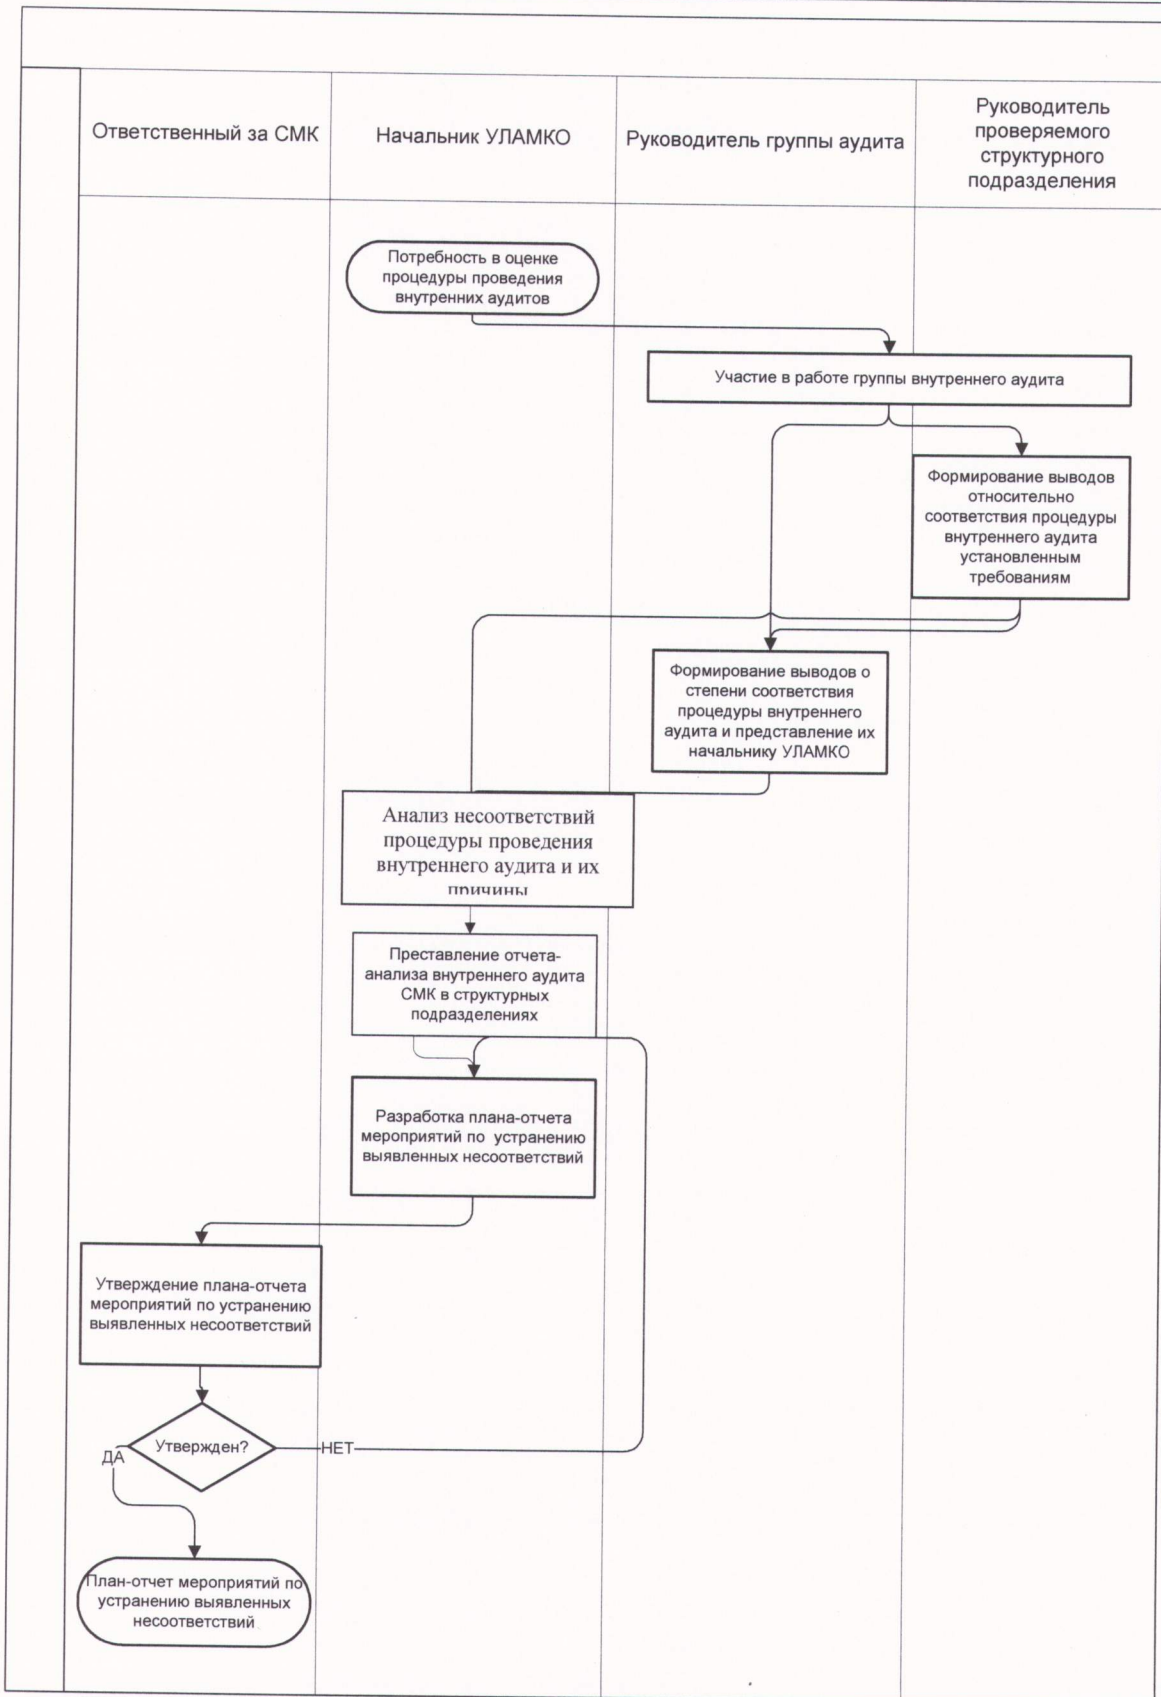 Ответственный за СМК
Начальник УЛАМКО
Руководитель группы аудита
Руководитель
проверяемого
структурного
подразделения
Потребность в оценке
процедуры проведения
внутренних аудитов
Участие в работе группы внутреннего аудита
Формирование выводов
относительно
соответствия процедуры
внутреннего аудита
установленным
требованиям
Формирование выводов о
степени соответствия
процедуры внутреннего
аудита и представление их
начальнику УЛАМКО
Анализ несоответствий
процедуры проведения
внутреннего аудита и их
причины
Преставление отчета-
анализа внутреннего аудита
СМК в структурных
подразделениях
Разработка плана-отчета
мероприятий по устранению
выявленных несоответствий
Утверждение плана-отчета
мероприятий по устранению
выявленных несоответствий
Утвержден?
НЕТ
ДА
План-отчет мероприятий по
устранению выявленных
несоответствий